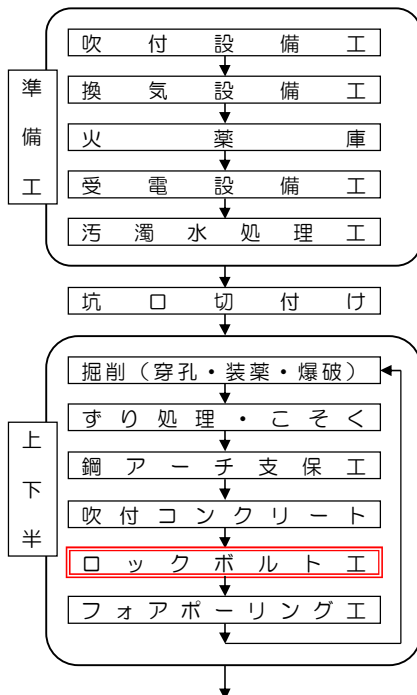 準備工
吹付設備工
換気設備工
火薬庫
受電設備工
汚濁水処理工
坑口切付け
上下半
掘削（穿孔・装薬・爆破）
ずり処理・こそく
鋼アーチ支保工
吹付コンクリート
ロックボルト工
フォアポーリング工